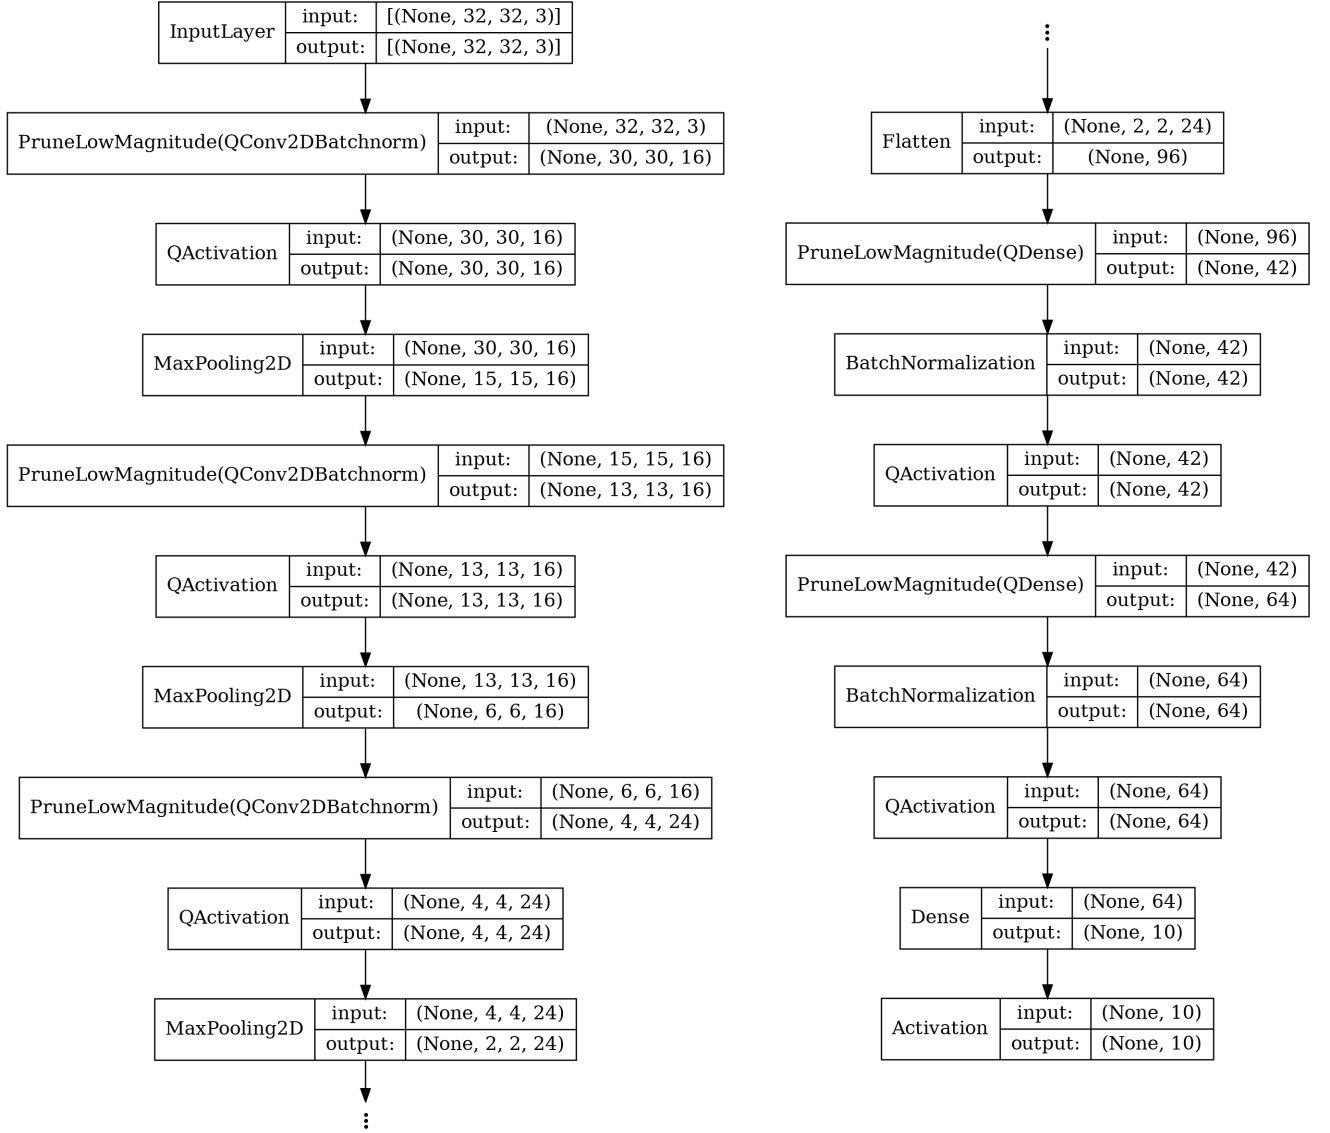 InputLayer
input: [(None, 32, 32, 3)]
output: [(None, 32, 32, 3)]
PruneLowMagnitude(QConv2DBatchnorm)
input: (None, 32, 32, 3)
output: (None, 30, 30, 16)
QActivation
input: (None, 30, 30, 16)
output: (None, 30, 30, 16)
MaxPooling2D
input: (None, 30, 30, 16)
output: (None, 15, 15, 16)
PruneLowMagnitude(QConv2DBatchnorm)
input: (None, 15, 15, 16)
output: (None, 13, 13, 16)
QActivation
input: (None, 13, 13, 16)
output: (None, 13, 13, 16)
MaxPooling2D
input: (None, 13, 13, 16)
output: (None, 6, 6, 16)
PruneLowMagnitude(QConv2DBatchnorm)
input: (None, 6, 6, 16)
output: (None, 4, 4, 24)
QActivation
input: (None, 4, 4, 24)
output: (None, 4, 4, 24)
MaxPooling2D
input: (None, 4, 4, 24)
output: (None, 2, 2, 24)
⋮
⋮
Flatten
input: (None, 2, 2, 24)
output: (None, 96)
PruneLowMagnitude(QDense)
input: (None, 96)
output: (None, 42)
BatchNormalization
input: (None, 42)
output: (None, 42)
QActivation
input: (None, 42)
output: (None, 42)
PruneLowMagnitude(QDense)
input: (None, 42)
output: (None, 64)
BatchNormalization
input: (None, 64)
output: (None, 64)
QActivation
input: (None, 64)
output: (None, 64)
Dense
input: (None, 64)
output: (None, 10)
Activation
input: (None, 10)
output: (None, 10)